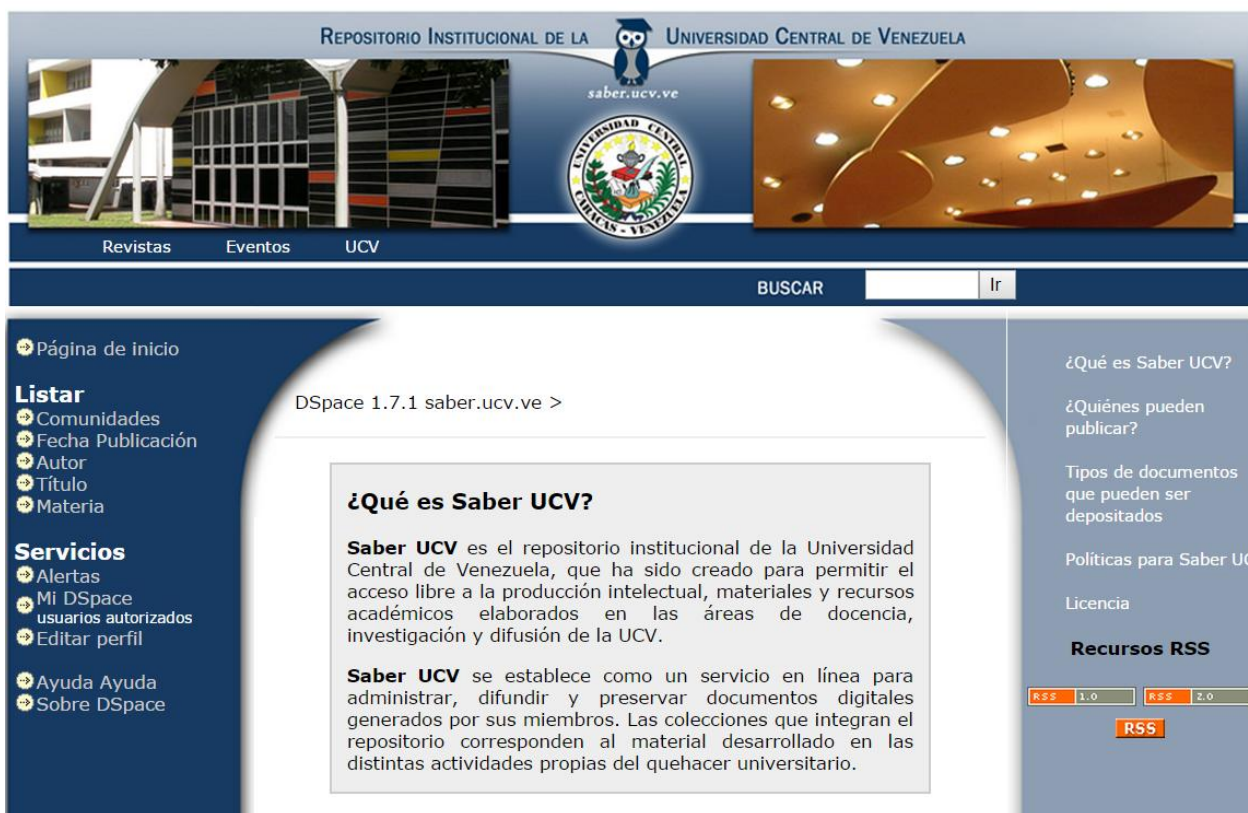 REPOSITORIO INSTITUCIONAL DE LA UNIVERSIDAD CENTRAL DE VENEZUELA
saber.ucv.ve
UNIVERSIDAD CENTRAL
CARACAS - VENEZUELA
Revistas Eventos UCV
BUSCAR Ir
Página de inicio
Listar
Comunidades
Fecha Publicación
Autor
Título
Materia
Servicios
Alertas
Mi DSpace
usuarios autorizados
Editar perfil
Ayuda Ayuda
Sobre DSpace
DSpace 1.7.1 saber.ucv.ve >
¿Qué es Saber UCV?
Saber UCV es el repositorio institucional de la Universidad
Central de Venezuela, que ha sido creado para permitir el
acceso libre a la producción intelectual, materiales y recursos
académicos elaborados en las áreas de docencia,
investigación y difusión de la UCV.
Saber UCV se establece como un servicio en línea para
administrar, difundir y preservar documentos digitales
generados por sus miembros. Las colecciones que integran el
repositorio corresponden al material desarrollado en las
distintas actividades propias del quehacer universitario.
¿Qué es Saber UCV?
¿Quiénes pueden
publicar?
Tipos de documentos
que pueden ser
depositados
Políticas para Saber UC
Licencia
Recursos RSS
RSS 1.0 RSS 2.0
RSS